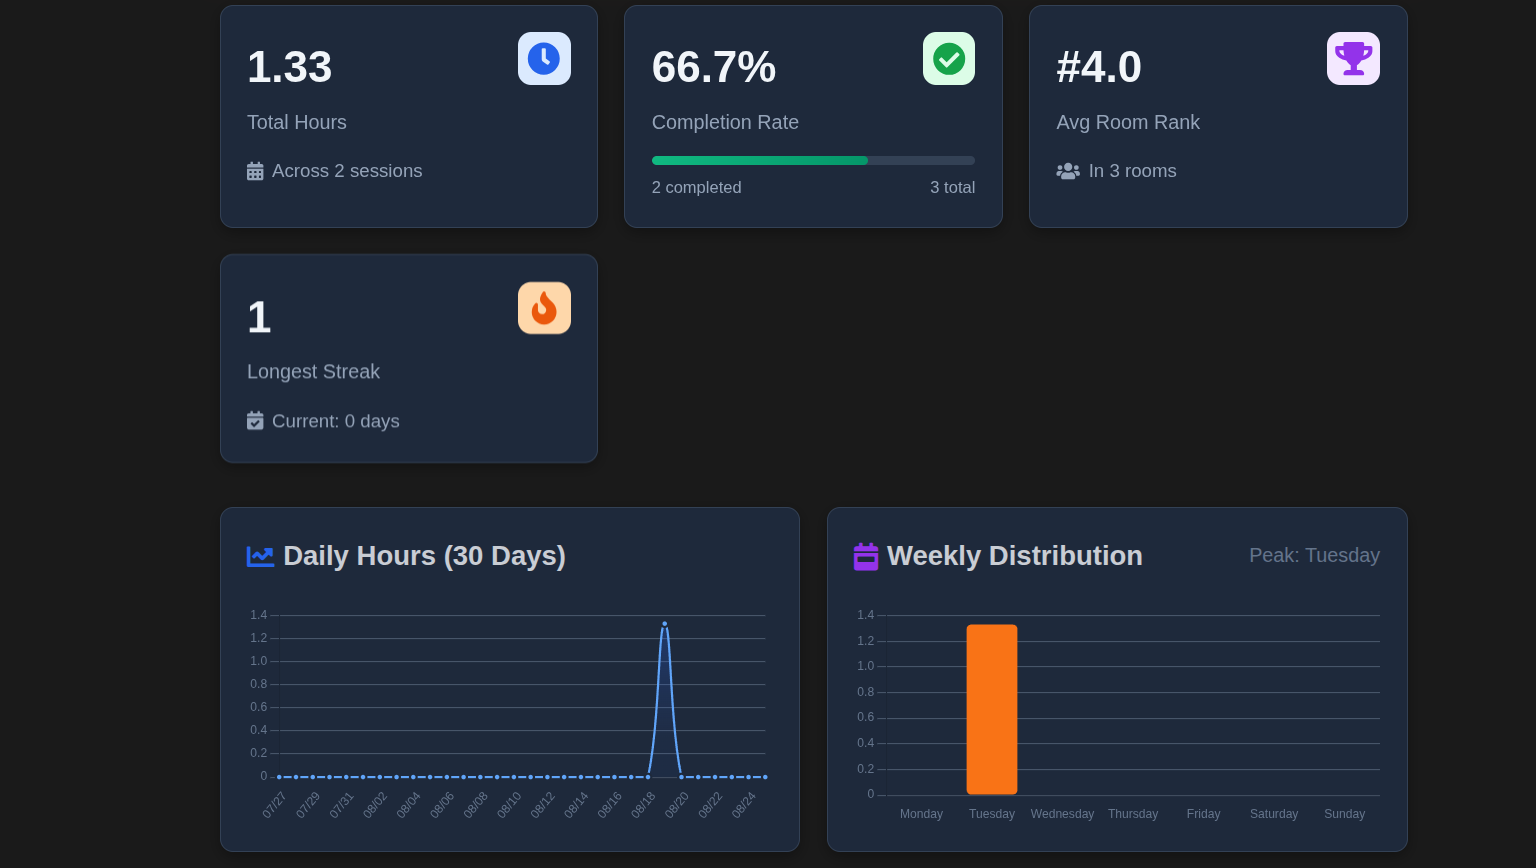 1.33
Total Hours
Across 2 sessions
66.7%
Completion Rate
2 completed
3 total
#4.0
Avg Room Rank
In 3 rooms
1
Longest Streak
Current: 0 days
Daily Hours (30 Days)
1.4
1.2
1.0
0.8
0.6
0.4
0.2
0
07/27 07/29 07/31 08/02 08/04 08/06 08/08 08/10 08/12 08/14 08/16 08/18 08/20 08/22 08/24
Weekly Distribution
Peak: Tuesday
1.4
1.2
1.0
0.8
0.6
0.4
0.2
0
Monday Tuesday Wednesday Thursday Friday Saturday Sunday